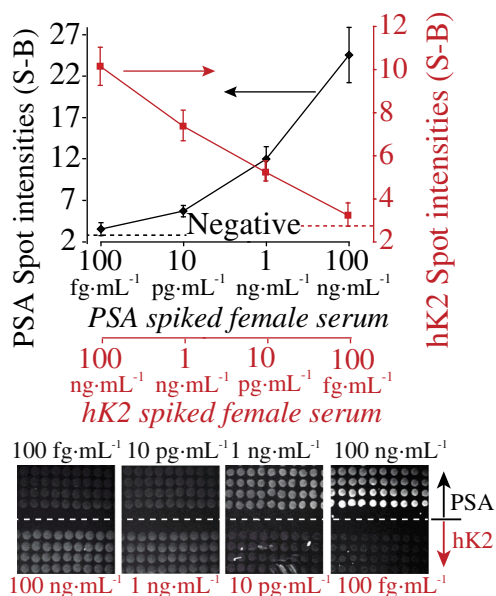 PSA Spot intensities (S-B)
27
22
17
12
7
2
12
10
8
6
4
2
hK2 Spot intensities (S-B)
Negative
100 10 1 100
fg·mL⁻¹ pg·mL⁻¹ ng·mL⁻¹ ng·mL⁻¹
PSA spiked female serum
100 1 10 100
ng·mL⁻¹ ng·mL⁻¹ pg·mL⁻¹ fg·mL⁻¹
hK2 spiked female serum
100 fg·mL⁻¹ 10 pg·mL⁻¹ 1 ng·mL⁻¹ 100 ng·mL⁻¹
PSA
hK2
100 ng·mL⁻¹ 1 ng·mL⁻¹ 10 pg·mL⁻¹ 100 fg·mL⁻¹